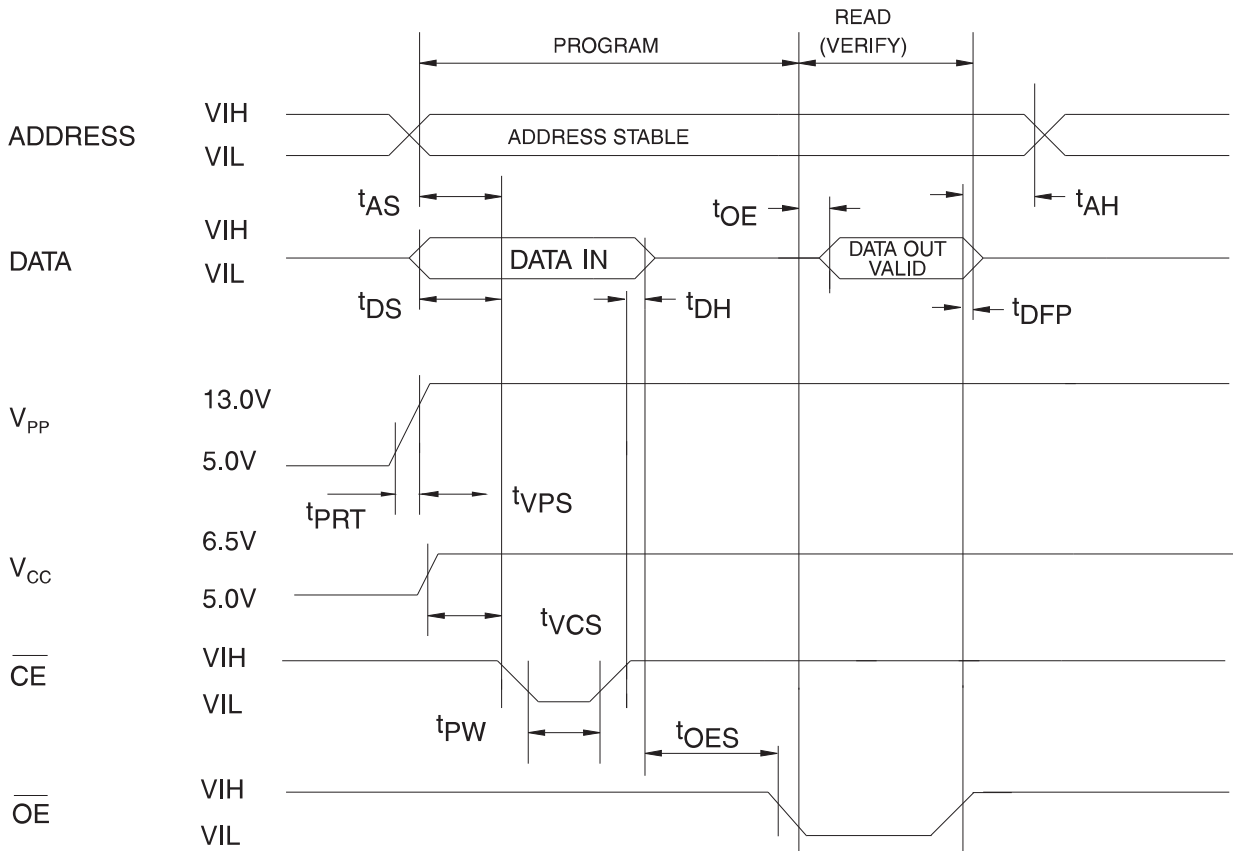 READ
PROGRAM (VERIFY)
VIH
ADDRESS ADDRESS STABLE
VIL
tAS tOE tAH
VIH
DATA DATA IN DATA OUT
VIL VALID
tDS tDH tDFP
13.0V
VPP
5.0V
tPRT tVPS
6.5V
VCC
5.0V
tVCS
VIH
CE
VIL
tPW tOES
VIH
OE
VIL